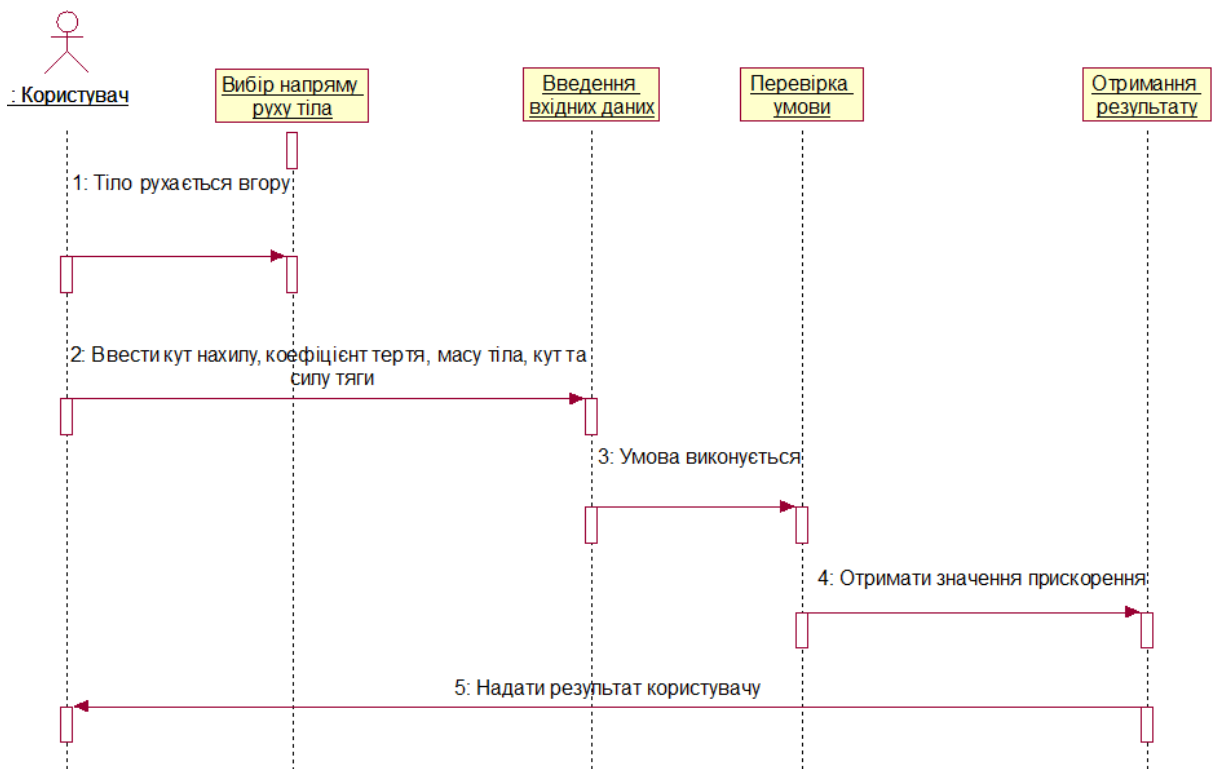 : Користувач
Вибір напряму
руху тіла
Введення
вхідних даних
Перевірка
умови
Отримання
результату
1: Тіло рухається вгору
2: Ввести кут нахилу, коефіцієнт тертя, масу тіла, кут та
силу тяги
3: Умова виконується
4: Отримати значення прискорення
5: Надати результат користувачу